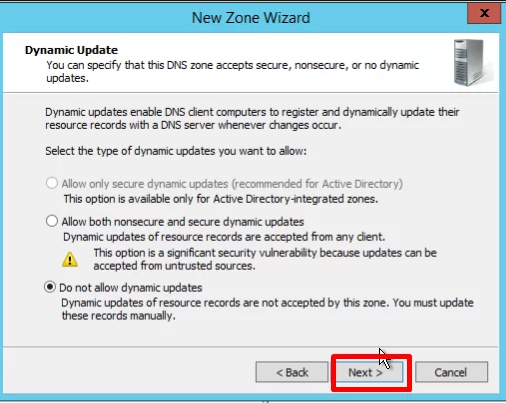 New Zone Wizard
X
Dynamic Update
You can specify that this DNS zone accepts secure, nonsecure, or no dynamic
updates.
Dynamic updates enable DNS client computers to register and dynamically update their
resource records with a DNS server whenever changes occur.
Select the type of dynamic updates you want to allow:
Allow only secure dynamic updates (recommended for Active Directory)
This option is available only for Active Directory-integrated zones.
Allow both nonsecure and secure dynamic updates
Dynamic updates of resource records are accepted from any client.
This option is a significant security vulnerability because updates can be
accepted from untrusted sources.
Do not allow dynamic updates
Dynamic updates of resource records are not accepted by this zone. You must update
these records manually.
< Back Next > Cancel